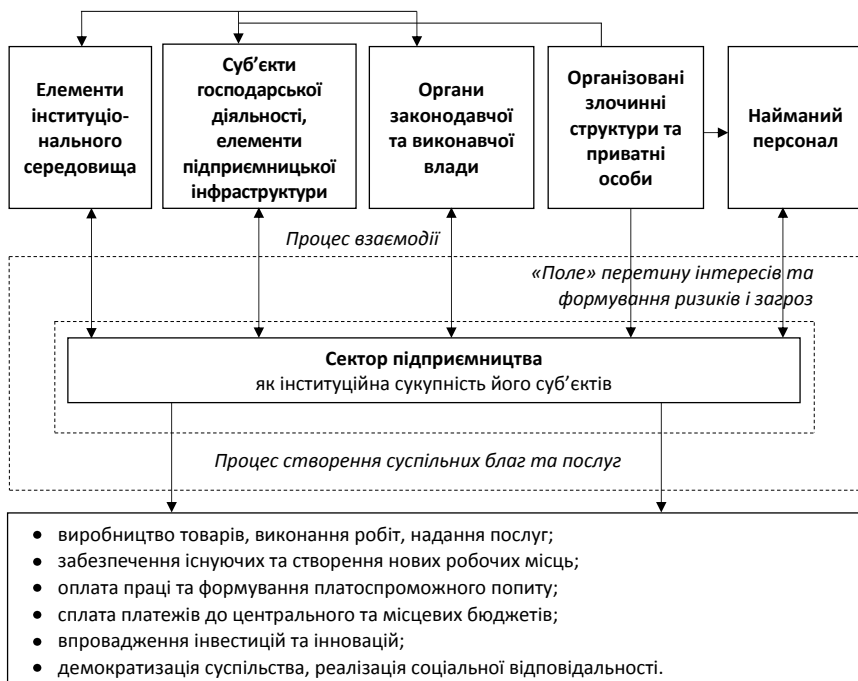 Елементи
інституціо-
нального
середовища
Суб’єкти
господарської
діяльності,
елементи
підприємницької
інфраструктури
Органи
законодавчої
та виконавчої
влади
Організовані
злочинні
структури та
приватні
особи
Найманий
персонал
Процес взаємодії
«Поле» перетину інтересів та
формування ризиків і загроз
Сектор підприємництва
як інституційна сукупність його суб’єктів
Процес створення суспільних благ та послуг
• виробництво товарів, виконання робіт, надання послуг;
• забезпечення існуючих та створення нових робочих місць;
• оплата праці та формування платоспроможного попиту;
• сплата платежів до центрального та місцевих бюджетів;
• впровадження інвестицій та інновацій;
• демократизація суспільства, реалізація соціальної відповідальності.